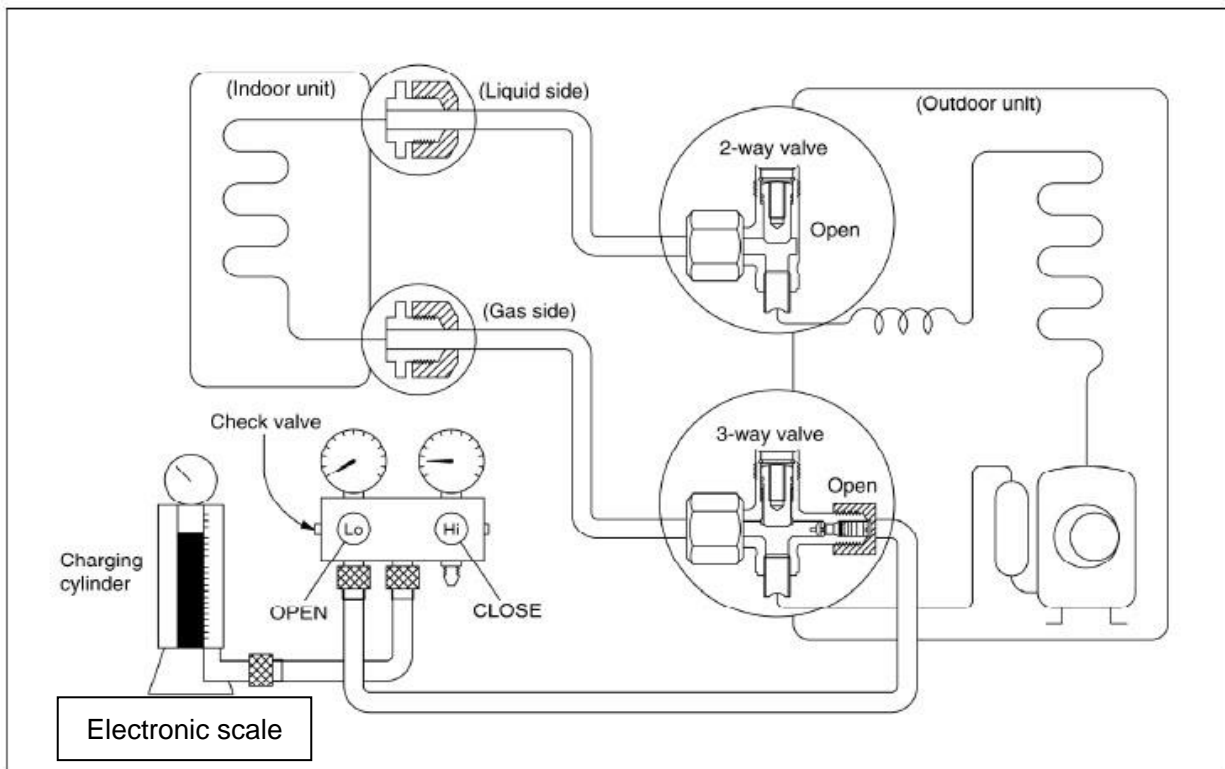 (Indoor unit)
(Liquid side)
(Outdoor unit)
2-way valve
Open
(Gas side)
Check valve
3-way valve
Open
Lo
Hi
Charging
cylinder
OPEN
CLOSE
Electronic scale